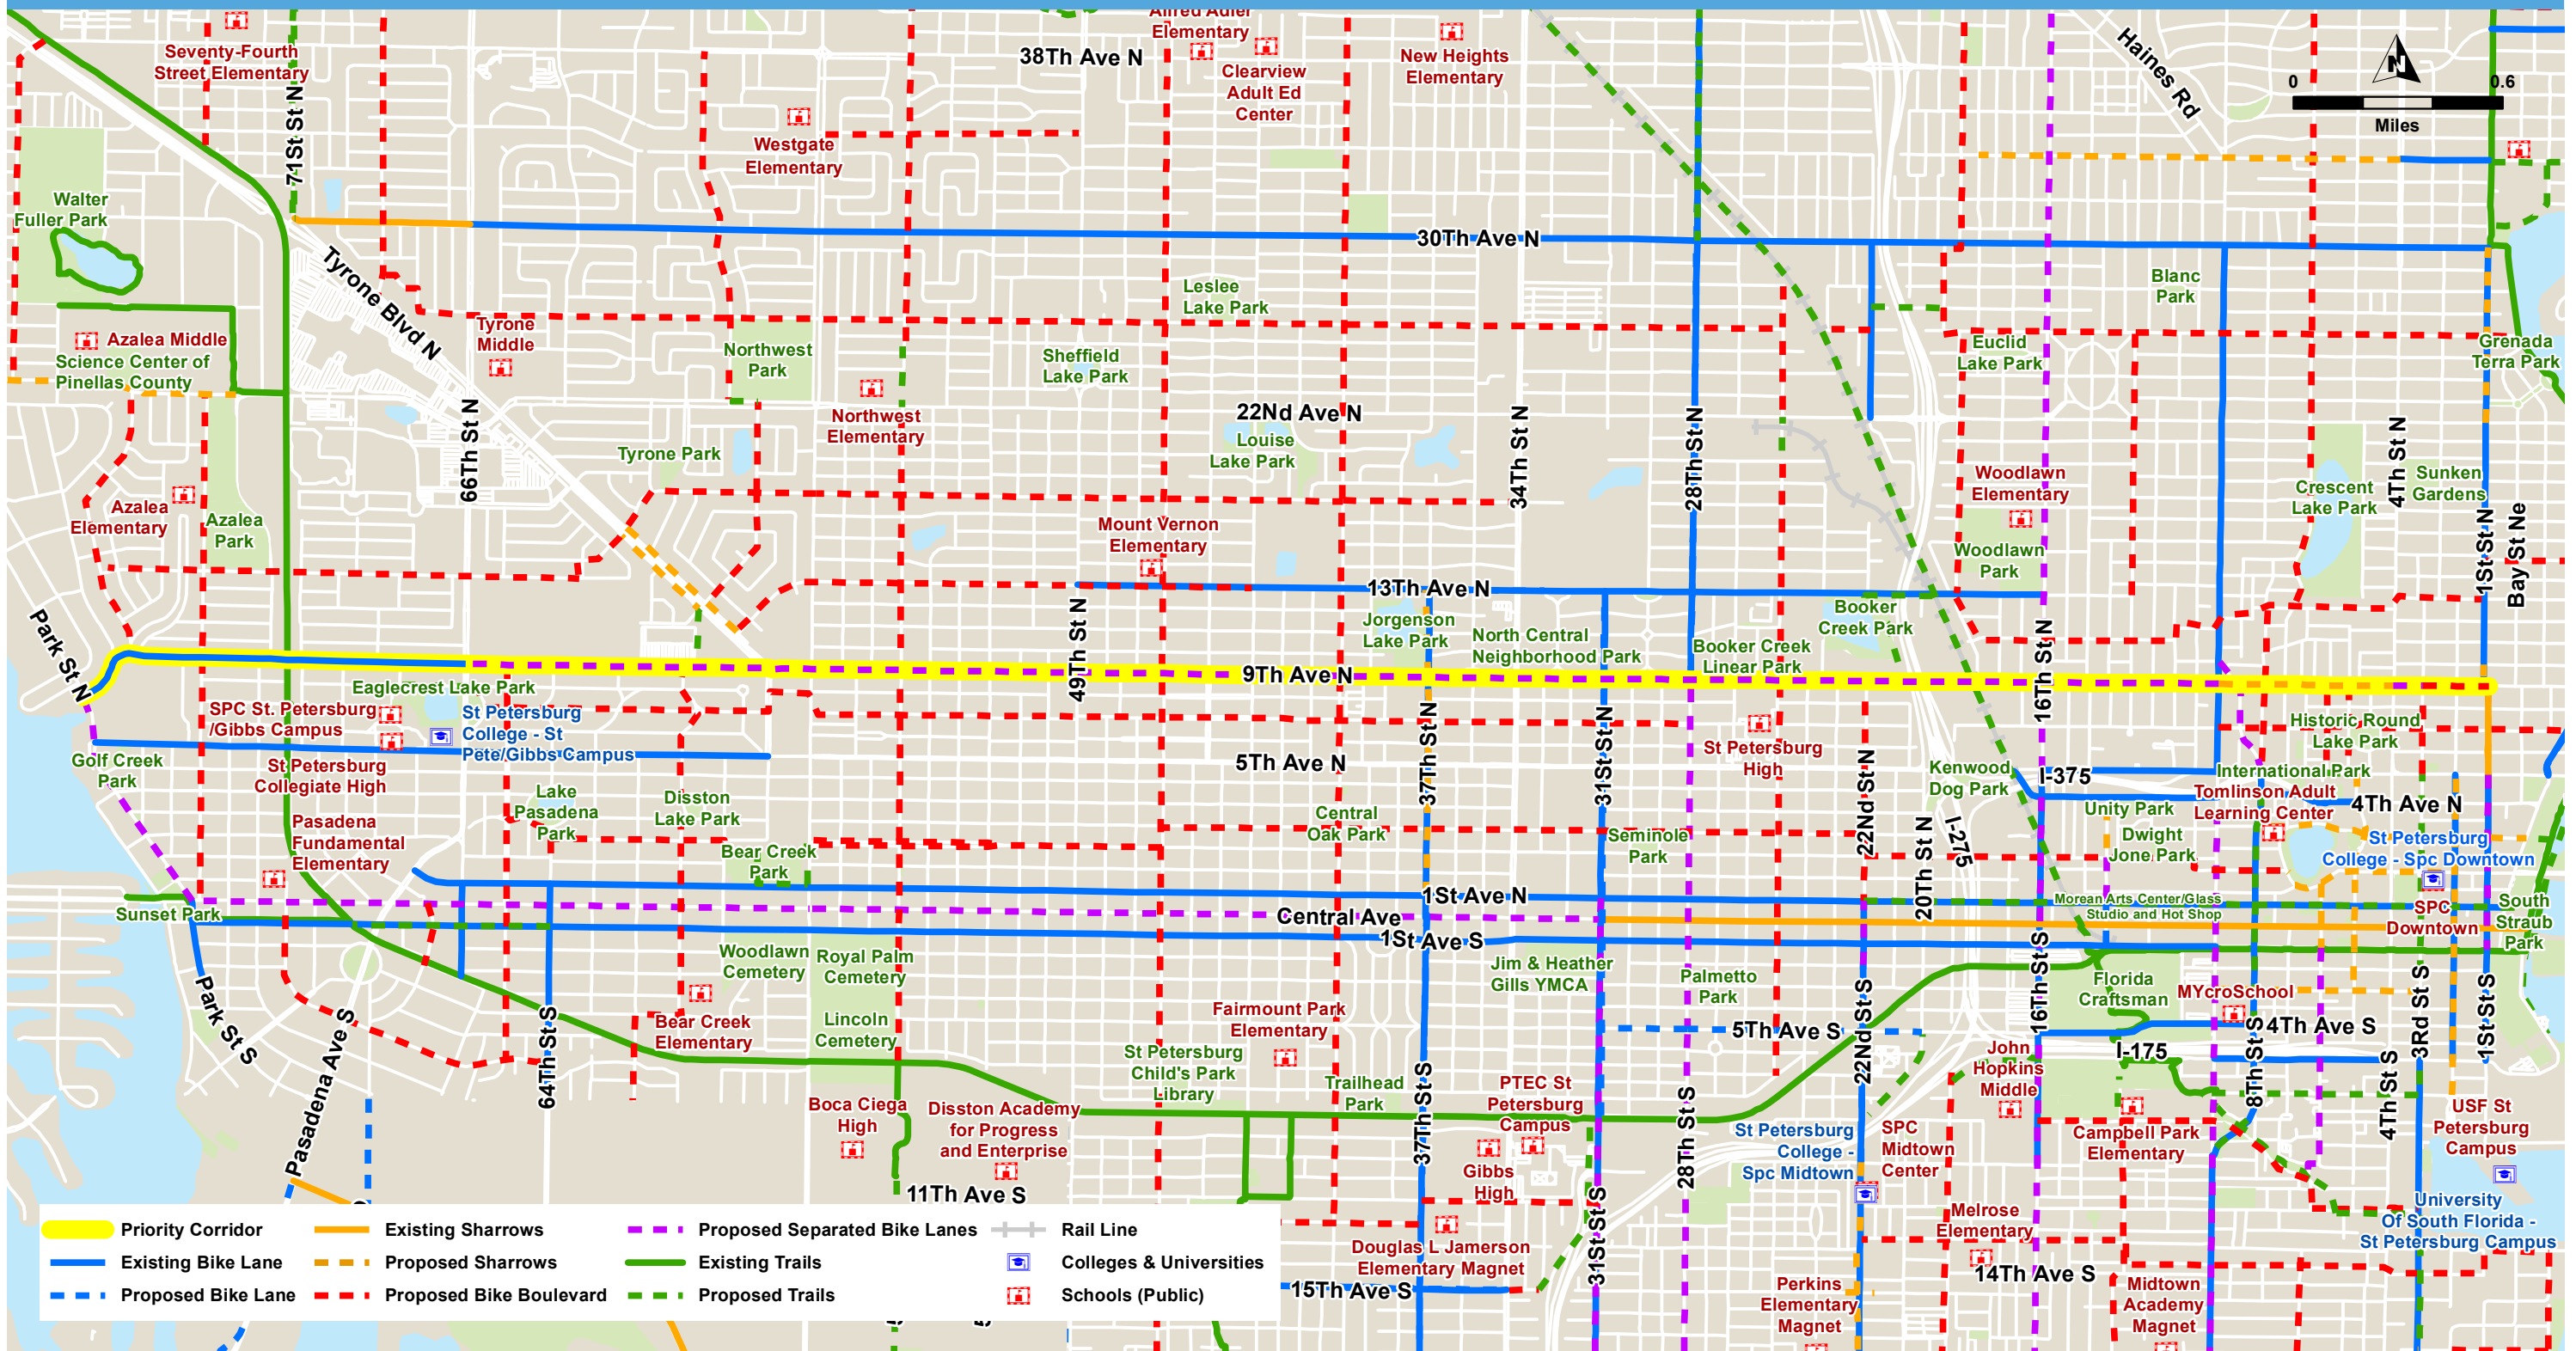 Alfred Adler
Elementary
Seventy-Fourth
Street Elementary
38Th Ave N
New Heights
Elementary
Clearview
Adult Ed
Center
Haines Rd
N
0
0.6
Miles
71St St N
Westgate
Elementary
Walter
Fuller Park
30Th Ave N
Tyrone Blvd N
Leslee
Lake Park
Blanc
Park
Azalea Middle
Science Center of
Pinellas County
Tyrone
Middle
Northwest
Park
Sheffield
Lake Park
Euclid
Lake Park
Grenada
Terra Park
66Th St N
Northwest
Elementary
22Nd Ave N
Louise
Lake Park
34Th St N
28Th St N
4Th St N
Tyrone Park
Woodlawn
Elementary
Crescent
Lake Park
Sunken
Gardens
Azalea
Elementary
Azalea
Park
Mount Vernon
Elementary
Woodlawn
Park
1St St N
Bay St Ne
13Th Ave N
Park St N
49Th St N
Jorgenson
Lake Park
North Central
Neighborhood Park
Booker
Creek Park
Booker Creek
Linear Park
16Th St N
9Th Ave N
Eaglecrest Lake Park
SPC St. Petersburg
/Gibbs Campus
St Petersburg
College - St
Pete/Gibbs Campus
37Th St N
31St St N
St Petersburg
High
22Nd St N
Historic Round
Lake Park
Golf Creek
Park
St Petersburg
Collegiate High
5Th Ave N
Kenwood
Dog Park
I-375
International Park
Tomlinson Adult
Learning Center
4Th Ave N
Lake
Pasadena
Park
Disston
Lake Park
Central
Oak Park
Seminole
Park
20Th St N
I-275
Unity Park
Dwight
Jone Park
St Petersburg
College - Spc Downtown
Pasadena
Fundamental
Elementary
Bear Creek
Park
1St Ave N
Central Ave
1St Ave S
Sunset Park
Morean Arts Center/Glass
Studio and Hot Shop
SPC
Downtown
South
Straub
Park
Woodlawn
Cemetery
Royal Palm
Cemetery
Jim & Heather
Gills YMCA
Palmetto
Park
16Th St S
Florida
Craftsman
MYcroSchool
Park St S
Pasadena Ave S
64Th St S
Bear Creek
Elementary
Lincoln
Cemetery
Fairmount Park
Elementary
5Th Ave S
22Nd St S
4Th Ave S
I-175
8Th St S
3Rd St S
1St St S
4Th St S
St Petersburg
Child's Park
Library
Trailhead
Park
37Th St S
PTEC St
Petersburg
Campus
28Th St S
John
Hopkins
Middle
Boca Ciega
High
Disston Academy
for Progress
and Enterprise
Gibbs
High
St Petersburg
College -
Spc Midtown
SPC
Midtown
Center
Campbell Park
Elementary
USF St
Petersburg
Campus
11Th Ave S
31St St S
Melrose
Elementary
University
Of South Florida -
St Petersburg Campus
Douglas L Jamerson
Elementary Magnet
14Th Ave S
15Th Ave S
Perkins
Elementary
Magnet
Midtown
Academy
Magnet
Priority Corridor
Existing Bike Lane
Proposed Bike Lane
Existing Sharrows
Proposed Sharrows
Proposed Bike Boulevard
Proposed Separated Bike Lanes
Existing Trails
Proposed Trails
Rail Line
Colleges & Universities
Schools (Public)